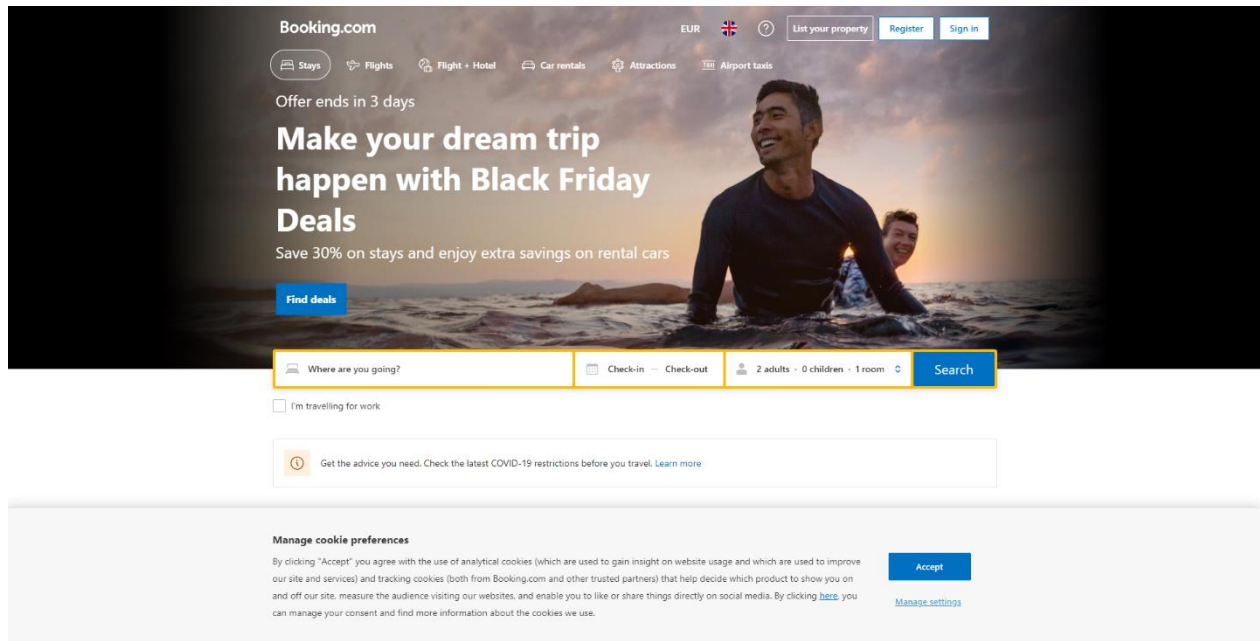 Booking.com
EUR
List your property
Register
Sign in
Stays
Flights
Flight + Hotel
Car rentals
Attractions
TAXI
Airport taxis
Offer ends in 3 days
Make your dream trip
happen with Black Friday
Deals
Save 30% on stays and enjoy extra savings on rental cars
Find deals
Where are you going?
Check-in — Check-out
2 adults · 0 children · 1 room
Search
I'm travelling for work
Get the advice you need. Check the latest COVID-19 restrictions before you travel. Learn more
Manage cookie preferences
By clicking "Accept" you agree with the use of analytical cookies (which are used to gain insight on website usage and which are used to improve
our site and services) and tracking cookies (both from Booking.com and other trusted partners) that help decide which product to show you on
and off our site, measure the audience visiting our websites, and enable you to like or share things directly on social media. By clicking here, you
can manage your consent and find more information about the cookies we use.
Accept
Manage settings